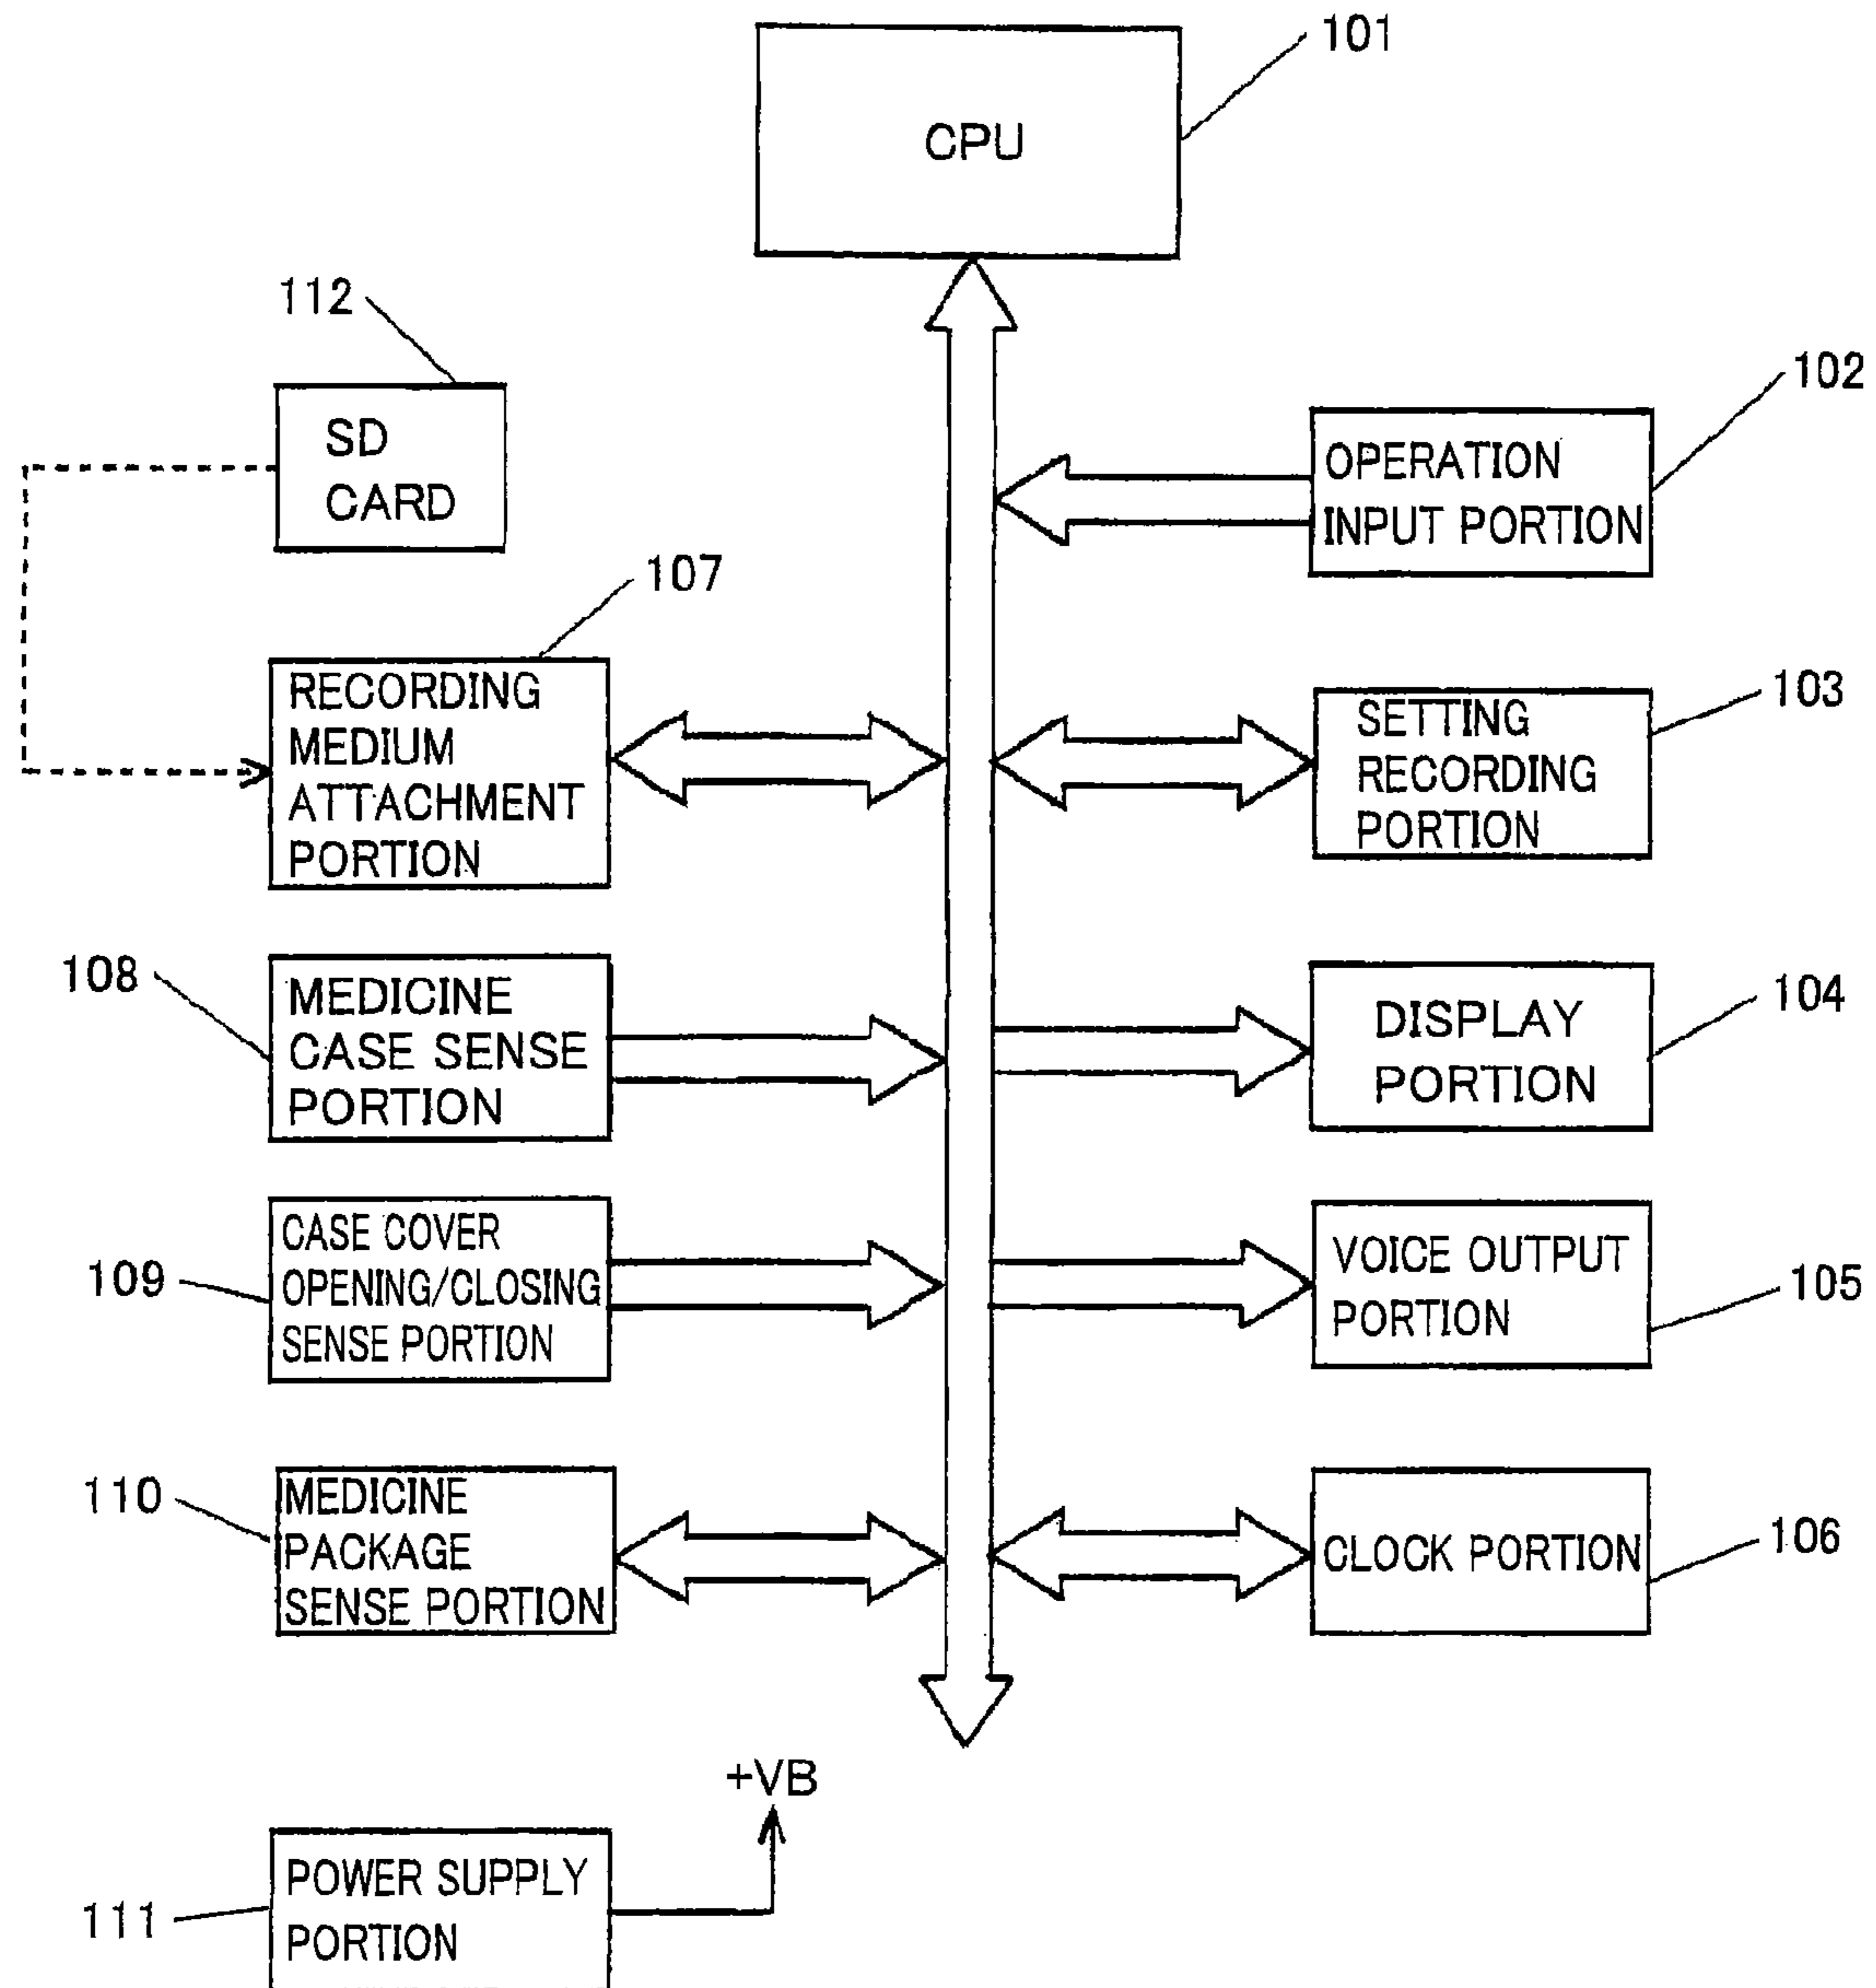 101
CPU
112
SD
CARD
102
OPERATION
INPUT PORTION
107
RECORDING
MEDIUM
ATTACHMENT
PORTION
103
SETTING
RECORDING
PORTION
108
MEDICINE
CASE SENSE
PORTION
104
DISPLAY
PORTION
109
CASE COVER
OPENING/CLOSING
SENSE PORTION
VOICE OUTPUT
PORTION
105
110
MEDICINE
PACKAGE
SENSE PORTION
CLOCK PORTION
106
+VB
111
POWER SUPPLY
PORTION